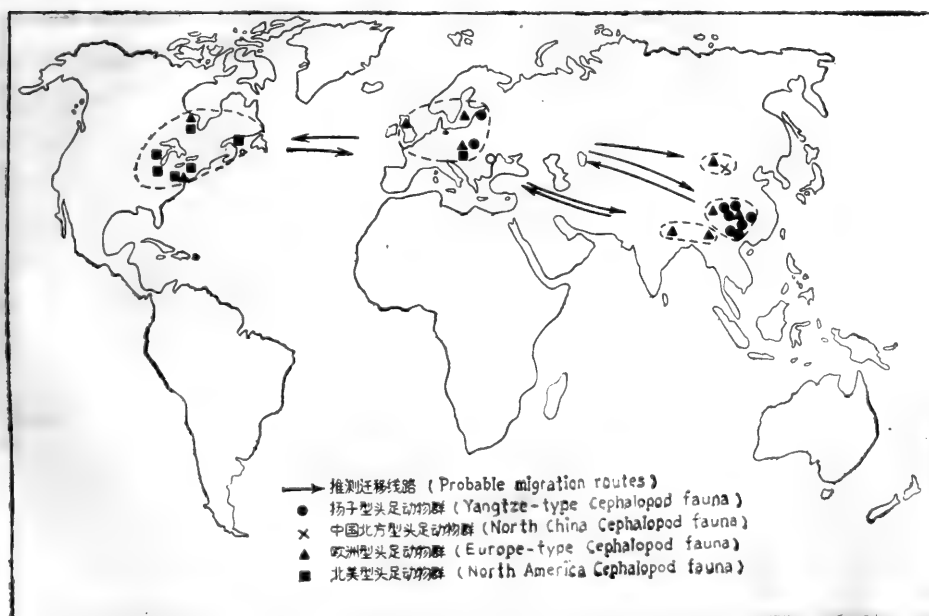 推测迁移线路 (Probable migration routes)
扬子型头足动物群 (Yangtze-type Cephalopod fauna)
中国北方型头足动物群 (North China Cephalopod fauna)
欧洲型头足动物群 (Europe-type Cephalopod fauna)
北美型头足动物群 (North America Cephalopod fauna)